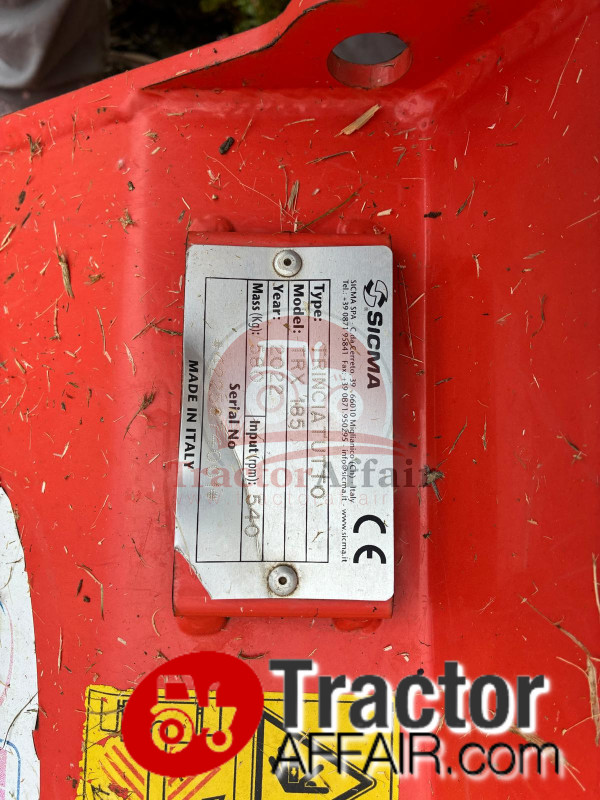 SICMA
SICMA SPA - C.da Cerreto, 39 - 66010 Miglianico (Ch) - Italy
Tel. +39 0871 95841 Fax +39 0871 950295 - info@sicma.it - www.sicma.it
CE
Type: TRINCIATUTTO
Model: TRX 185
Year: 2022
Mass (Kg): 580 Input (rpm): 540
Serial No
MADE IN ITALY
TractorAffair
Tractor
AFFAIR.com